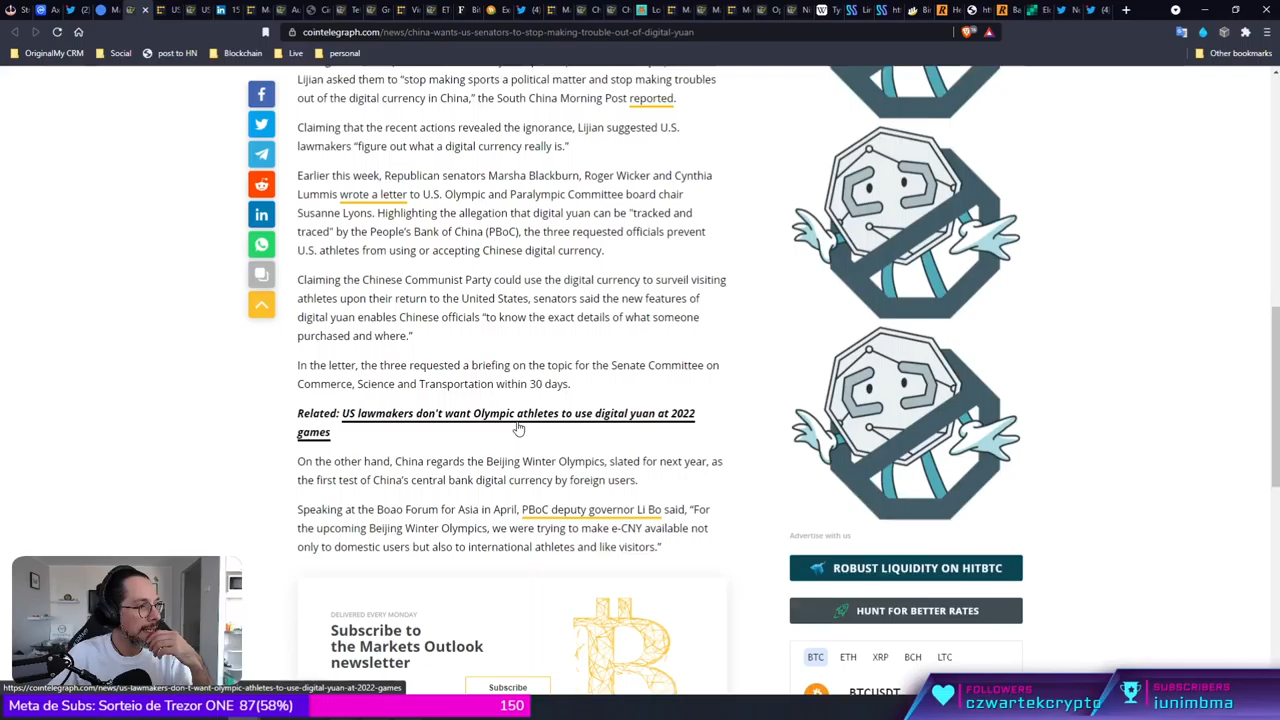 cointelegraph.com/news/china-wants-us-senators-to-stop-making-trouble-out-of-digital-yuan
OriginalMy CRM
Social
post to HN
Blockchain
Live
personal
Other bookmarks
Lijian asked them to “stop making sports a political matter and stop making troubles
out of the digital currency in China,” the South China Morning Post reported.
Claiming that the recent actions revealed the ignorance, Lijian suggested U.S.
lawmakers “figure out what a digital currency really is.”
Earlier this week, Republican senators Marsha Blackburn, Roger Wicker and Cynthia
Lummis wrote a letter to U.S. Olympic and Paralympic Committee board chair
Susanne Lyons. Highlighting the allegation that digital yuan can be "tracked and
traced" by the People’s Bank of China (PBoC), the three requested officials prevent
U.S. athletes from using or accepting Chinese digital currency.
Claiming the Chinese Communist Party could use the digital currency to surveil visiting
athletes upon their return to the United States, senators said the new features of
digital yuan enables Chinese officials “to know the exact details of what someone
purchased and where.”
In the letter, the three requested a briefing on the topic for the Senate Committee on
Commerce, Science and Transportation within 30 days.
Related: US lawmakers don't want Olympic athletes to use digital yuan at 2022
games
On the other hand, China regards the Beijing Winter Olympics, slated for next year, as
the first test of China’s central bank digital currency by foreign users.
Speaking at the Boao Forum for Asia in April, PBoC deputy governor Li Bo said, “For
the upcoming Beijing Winter Olympics, we were trying to make e-CNY available not
only to domestic users but also to international athletes and like visitors.”
DELIVERED EVERY MONDAY
Subscribe to
the Markets Outlook
newsletter
Subscribe
Advertise with us
ROBUST LIQUIDITY ON HITBTC
HUNT FOR BETTER RATES
BTC
ETH
XRP
BCH
LTC
BTCUSDT
https://cointelegraph.com/news/us-lawmakers-don-t-want-olympic-athletes-to-use-digital-yuan-at-2022-games
Meta de Subs: Sorteio de Trezor ONE 87(58%)
150
FOLLOWERS
czwartekcrypto
SUBSCRIBERS
junimbma